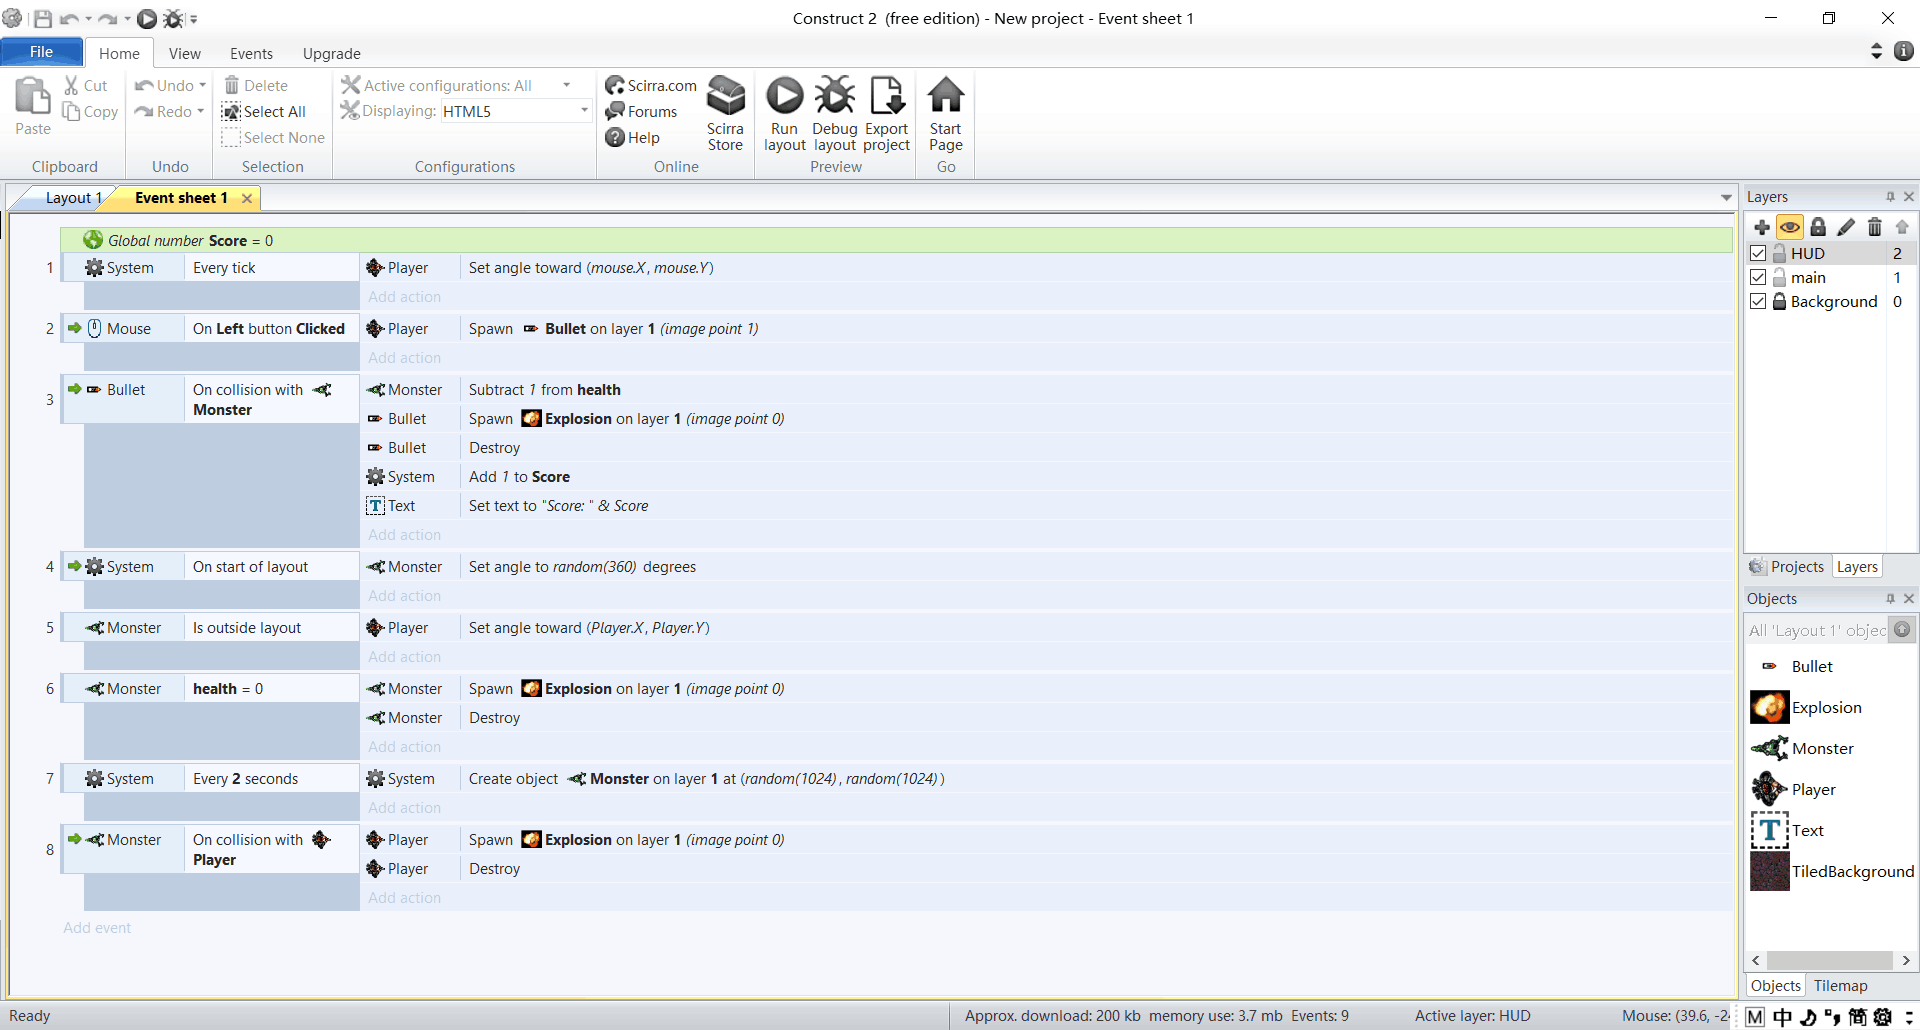 Construct 2  (free edition) - New project - Event sheet 1
File
Home
View
Events
Upgrade
Paste
Cut
Copy
Clipboard
Undo
Redo
Undo
Delete
Select All
Select None
Selection
Active configurations: All
Displaying: HTML5
Configurations
Scirra.com
Forums
Help
Scirra Store
Online
Run layout
Debug layout
Export project
Preview
Start Page
Go
Layout 1
Event sheet 1
Global number Score = 0
1 System Every tick Player Set angle toward (mouse.X, mouse.Y)
Add action
2 Mouse On Left button Clicked Player Spawn Bullet on layer 1 (image point 1)
Add action
3 Bullet On collision with Monster Monster Subtract 1 from health
Bullet Spawn Explosion on layer 1 (image point 0)
Bullet Destroy
System Add 1 to Score
T Text Set text to "Score: " & Score
Add action
4 System On start of layout Monster Set angle to random(360) degrees
Add action
5 Monster Is outside layout Player Set angle toward (Player.X, Player.Y)
Add action
6 Monster health = 0 Monster Spawn Explosion on layer 1 (image point 0)
Monster Destroy
Add action
7 System Every 2 seconds System Create object Monster on layer 1 at (random(1024), random(1024))
Add action
8 Monster On collision with Player Player Spawn Explosion on layer 1 (image point 0)
Player Destroy
Add action
Add event
Layers
HUD 2
main 1
Background 0
Projects
Layers
Objects
All 'Layout 1' objec
Bullet
Explosion
Monster
Player
T Text
TiledBackground
Objects
Tilemap
Ready
Approx. download: 200 kb  memory use: 3.7 mb
Events: 9
Active layer: HUD
Mouse: (39.6, -24
M 中 简